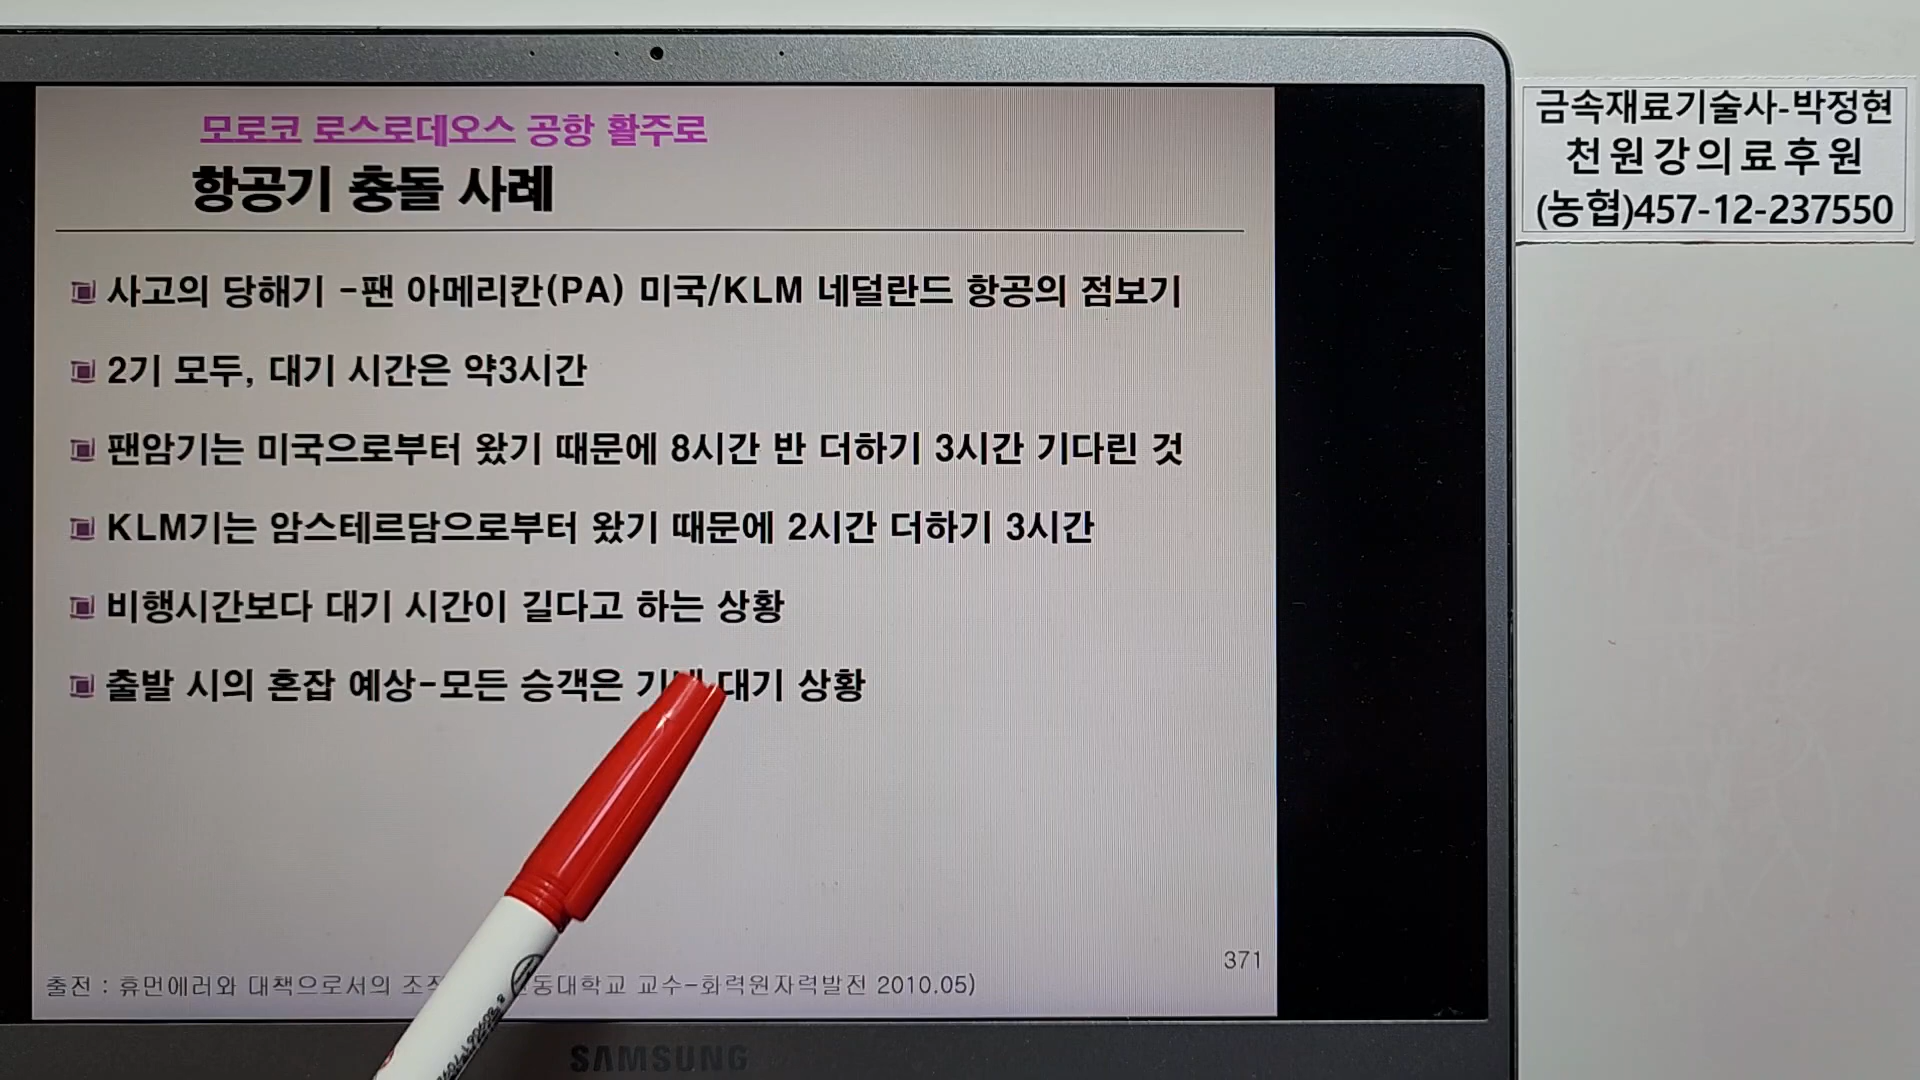 모로코 로스로데오스 공항 활주로
항공기 충돌 사례
사고의 당해기 -팬 아메리칸(PA) 미국/KLM 네덜란드 항공의 점보기
2기 모두, 대기 시간은 약3시간
팬암기는 미국으로부터 왔기 때문에 8시간 반 더하기 3시간 기다린 것
KLM기는 암스테르담으로부터 왔기 때문에 2시간 더하기 3시간
비행시간보다 대기 시간이 길다고 하는 상황
출발 시의 혼잡 예상-모든 승객은 대기 상황
371
출전 : 휴먼에러와 대책으로서의 교수-화력원자력발전 2010.05)
SAMSUNG
금속재료기술사-박정현
천원강의료후원
(농협)457-12-237550